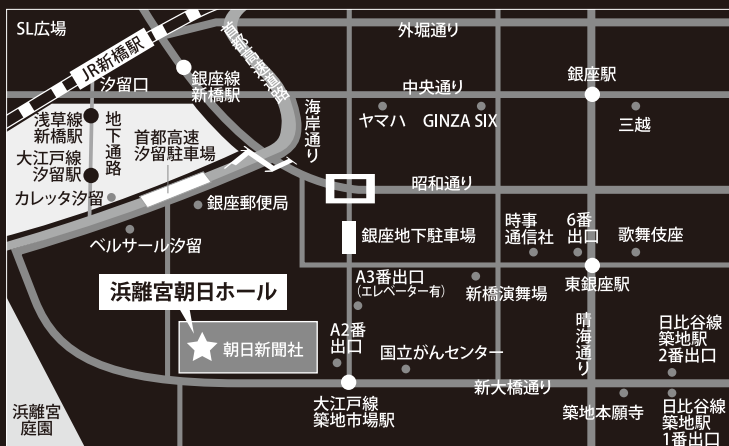 SL広場
JR新橋駅
汐留口
銀座線
新橋駅
首都高速道路
外堀通り
中央通り
銀座駅
ヤマハ
GINZA SIX
三越
海岸通り
浅草線
新橋駅
地下通路
大江戸線
汐留駅
首都高速
汐留駐車場
カレッタ汐留
昭和通り
銀座郵便局
ベルサール汐留
銀座地下駐車場
時事
通信社
6番
出口
歌舞伎座
A3番出口
(エレベーター有)
新橋演舞場
東銀座駅
浜離宮朝日ホール
朝日新聞社
A2番
出口
国立がんセンター
晴海通り
日比谷線
築地駅
2番出口
新大橋通り
大江戸線
築地市場駅
築地本願寺
日比谷線
築地駅
1番出口
浜離宮
庭園